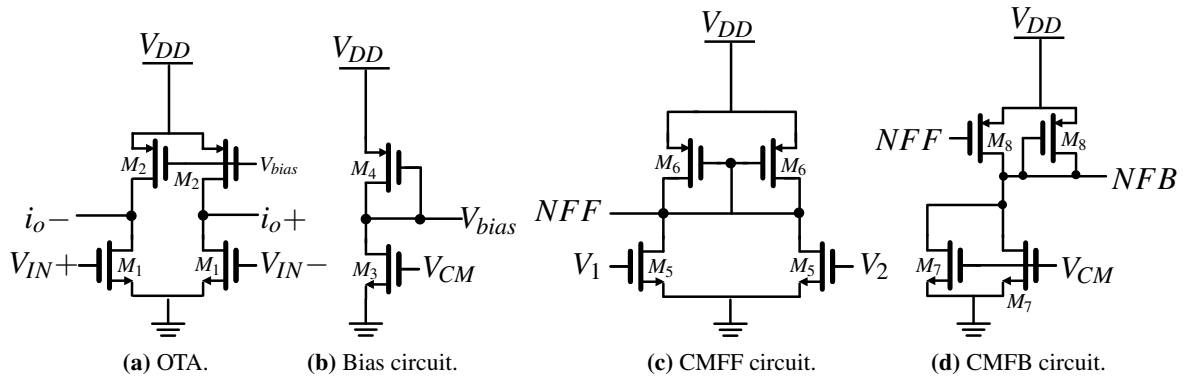 V_DD
M_2
M_2
V_bias
i_o−
i_o+
V_IN+
M_1
M_1
V_IN−
(a) OTA.
V_DD
M_4
V_bias
M_3
V_CM
(b) Bias circuit.
V_DD
M_6
M_6
NFF
V_1
M_5
M_5
V_2
(c) CMFF circuit.
V_DD
NFF
M_8
M_8
NFB
M_7
V_CM
M_7
(d) CMFB circuit.